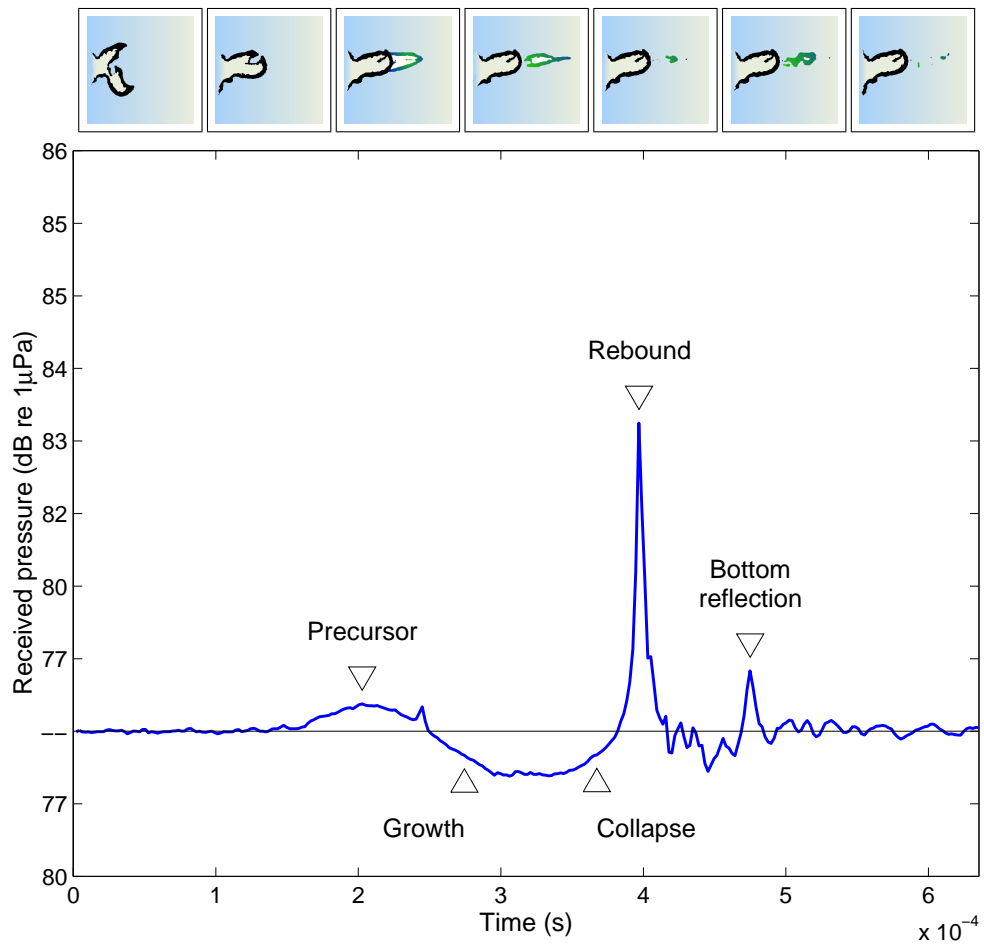 86
85
85
84
83
82
80
77
--
77
80
Received pressure (dB re 1μPa)
Rebound
Bottom
reflection
Precursor
Growth
Collapse
0
1
2
3
4
5
6
Time (s)
x 10⁻⁴